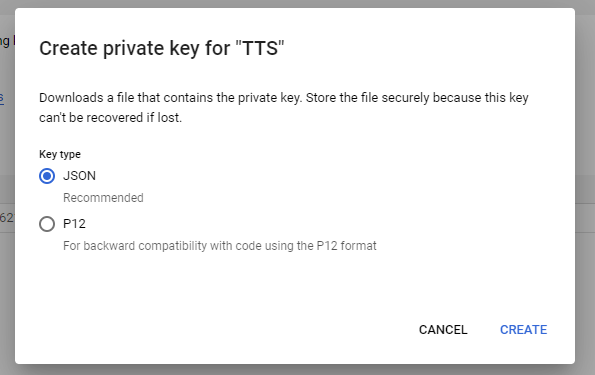 Create private key for "TTS"
Downloads a file that contains the private key. Store the file securely because this key
can't be recovered if lost.
Key type
JSON
Recommended
P12
For backward compatibility with code using the P12 format
CANCEL CREATE